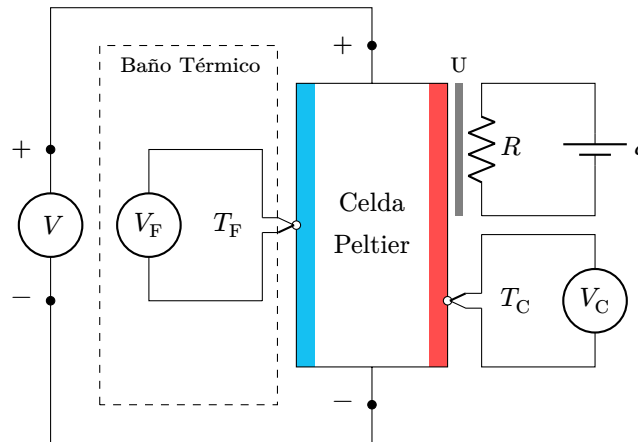 +
Baño Térmico
U
+
R
V
V_F
T_F
Celda
Peltier
−
T_C
V_C
−